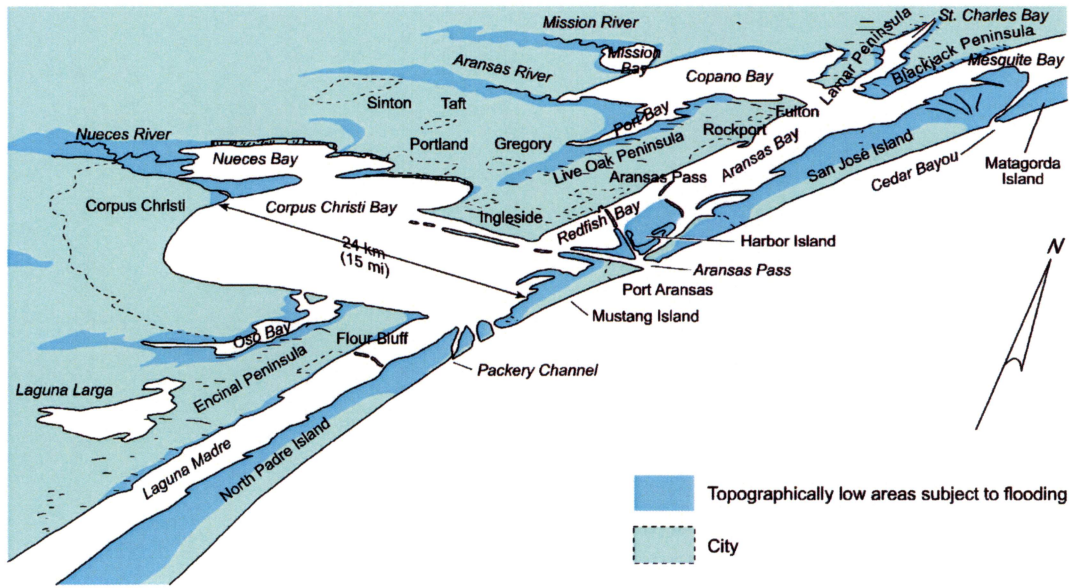 Mission River
St. Charles Bay
Mission
Bay
Lamar Peninsula
Blackjack Peninsula
Mesquite Bay
Aransas River
Copano Bay
Sinton
Taft
Port Bay
Fulton
Nueces River
Portland
Gregory
Rockport
Nueces Bay
Live Oak Peninsula
Aransas Bay
San José Island
Cedar Bayou
Matagorda
Island
Aransas Pass
Corpus Christi
Corpus Christi Bay
Ingleside
Redfish Bay
Harbor Island
24 km
(15 mi)
Aransas Pass
N
Port Aransas
Mustang Island
Oso Bay
Flour Bluff
Packery Channel
Encinal Peninsula
Laguna Larga
Laguna Madre
North Padre Island
Topographically low areas subject to flooding
City